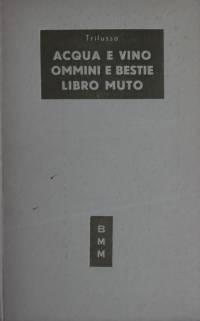 Trilussa
ACQUA E VINO
OMMINI E BESTIE
LIBRO MUTO
B
M
M